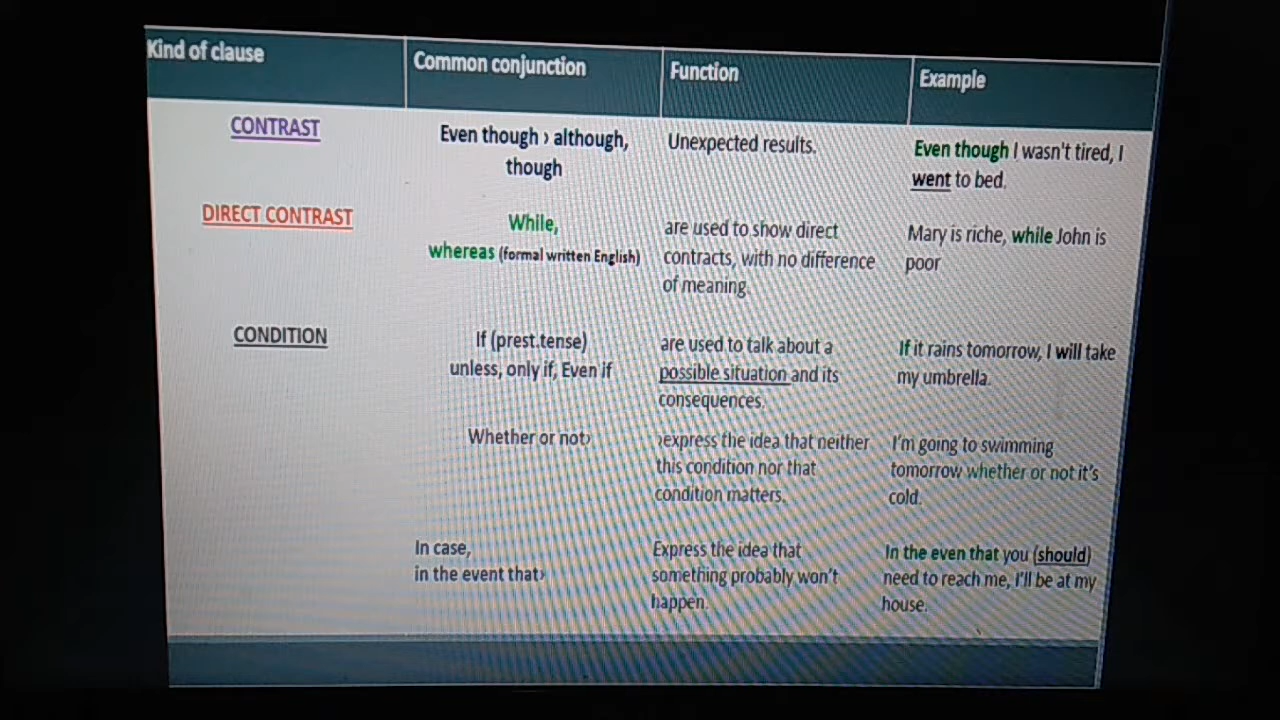 Kind of clause
Common conjunction
Function
Example
CONTRAST
Even though › although,
though
Unexpected results.
Even though I wasn't tired, I
went to bed.
DIRECT CONTRAST
While,
whereas (formal written English)
are used to show direct
contracts, with no difference
of meaning.
Mary is riche, while John is
poor
CONDITION
If (prest.tense)
unless, only if, Even if
are used to talk about a
possible situation and its
consequences.
If it rains tomorrow, I will take
my umbrella.
Whether or not›
›express the idea that neither
this condition nor that
condition matters.
I'm going to swimming
tomorrow whether or not it's
cold.
In case,
in the event that›
Express the idea that
something probably won't
happen.
In the even that you (should)
need to reach me, I'll be at my
house.